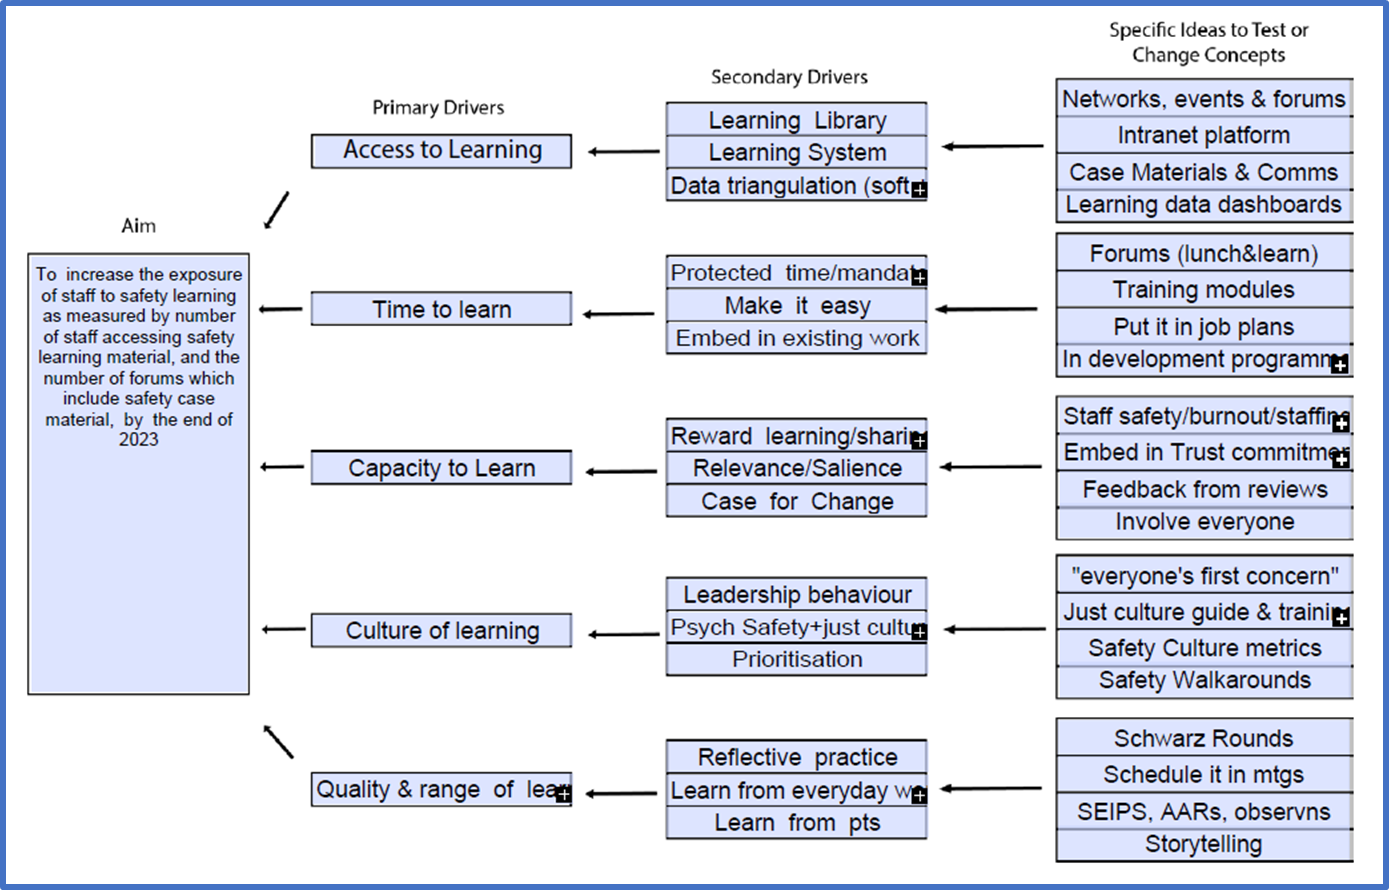 Specific Ideas to Test or
Change Concepts
Secondary Drivers
Primary Drivers
Aim
To increase the exposure
of staff to safety learning
as measured by number
of staff accessing safety
learning material, and the
number of forums which
include safety case
material, by the end of
2023
Access to Learning
Learning Library
Learning System
Data triangulation (soft
Networks, events & forums
Intranet platform
Case Materials & Comms
Learning data dashboards
Time to learn
Protected time/mandat
Make it easy
Embed in existing work
Forums (lunch&learn)
Training modules
Put it in job plans
In development programm
Capacity to Learn
Reward learning/sharin
Relevance/Salience
Case for Change
Staff safety/burnout/staffin
Embed in Trust commitme
Feedback from reviews
Involve everyone
Culture of learning
Leadership behaviour
Psych Safety+just cultu
Prioritisation
"everyone's first concern"
Just culture guide & trainin
Safety Culture metrics
Safety Walkarounds
Quality & range of lea
Reflective practice
Learn from everyday w
Learn from pts
Schwarz Rounds
Schedule it in mtgs
SEIPS, AARs, observns
Storytelling